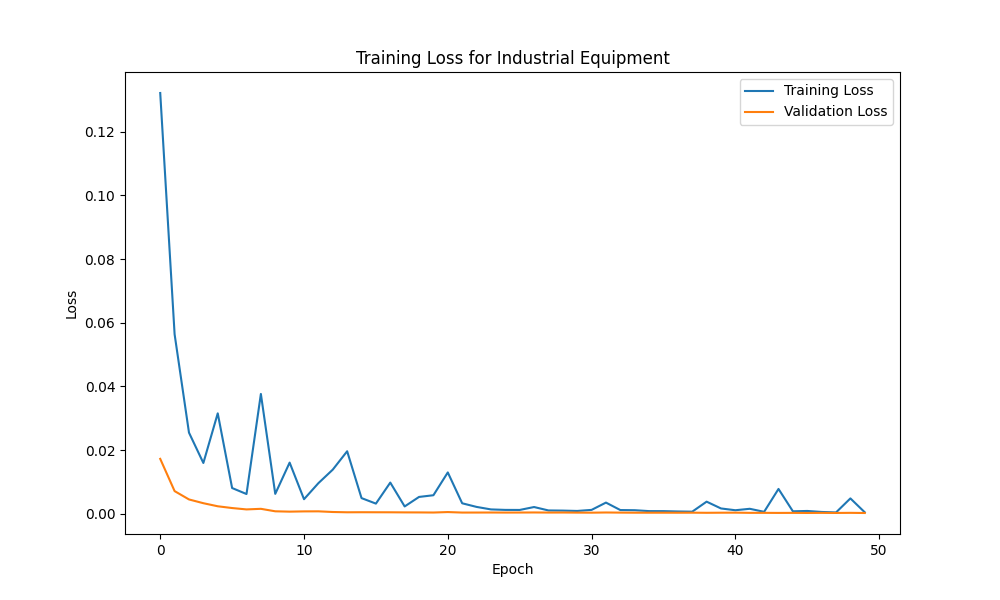 Training Loss for Industrial Equipment
Training Loss
Validation Loss
Loss
0.12
0.10
0.08
0.06
0.04
0.02
0.00
0 10 20 30 40 50
Epoch